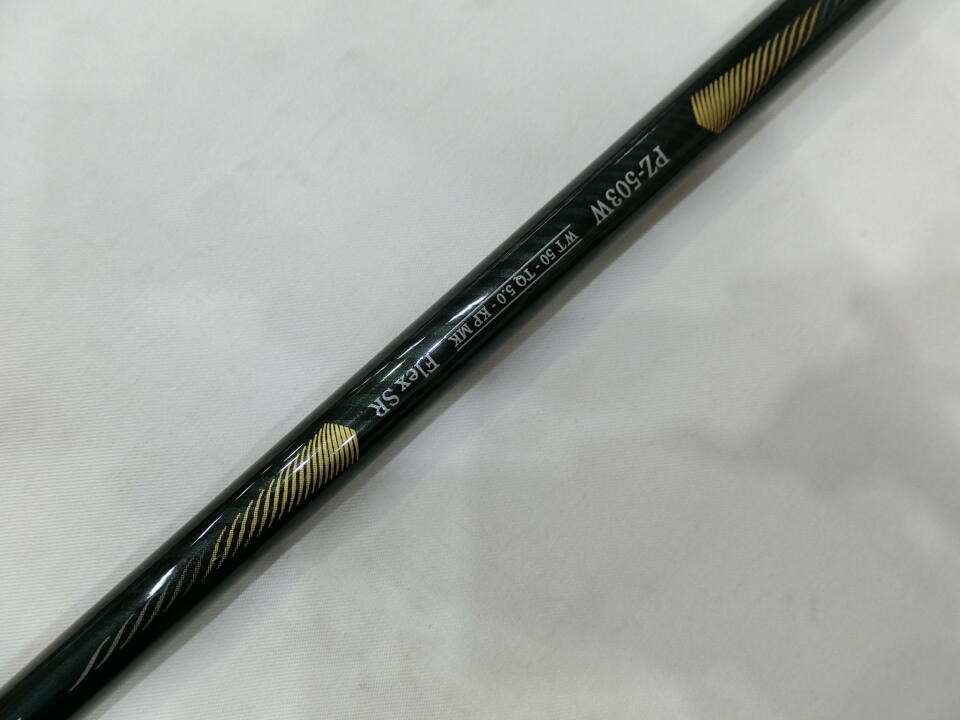 PZ-503W
WT 50 - TQ 5.0 - KP MK
Flex SR